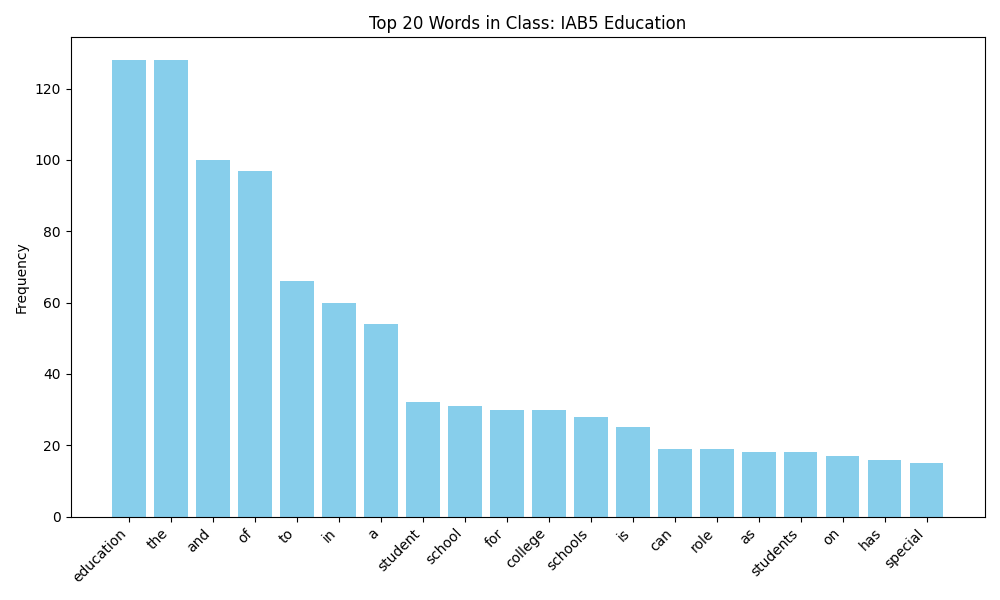 Top 20 Words in Class: IAB5 Education
Frequency
120
100
80
60
40
20
0
education
the
and
of
to
in
a
student
school
for
college
schools
is
can
role
as
students
on
has
special